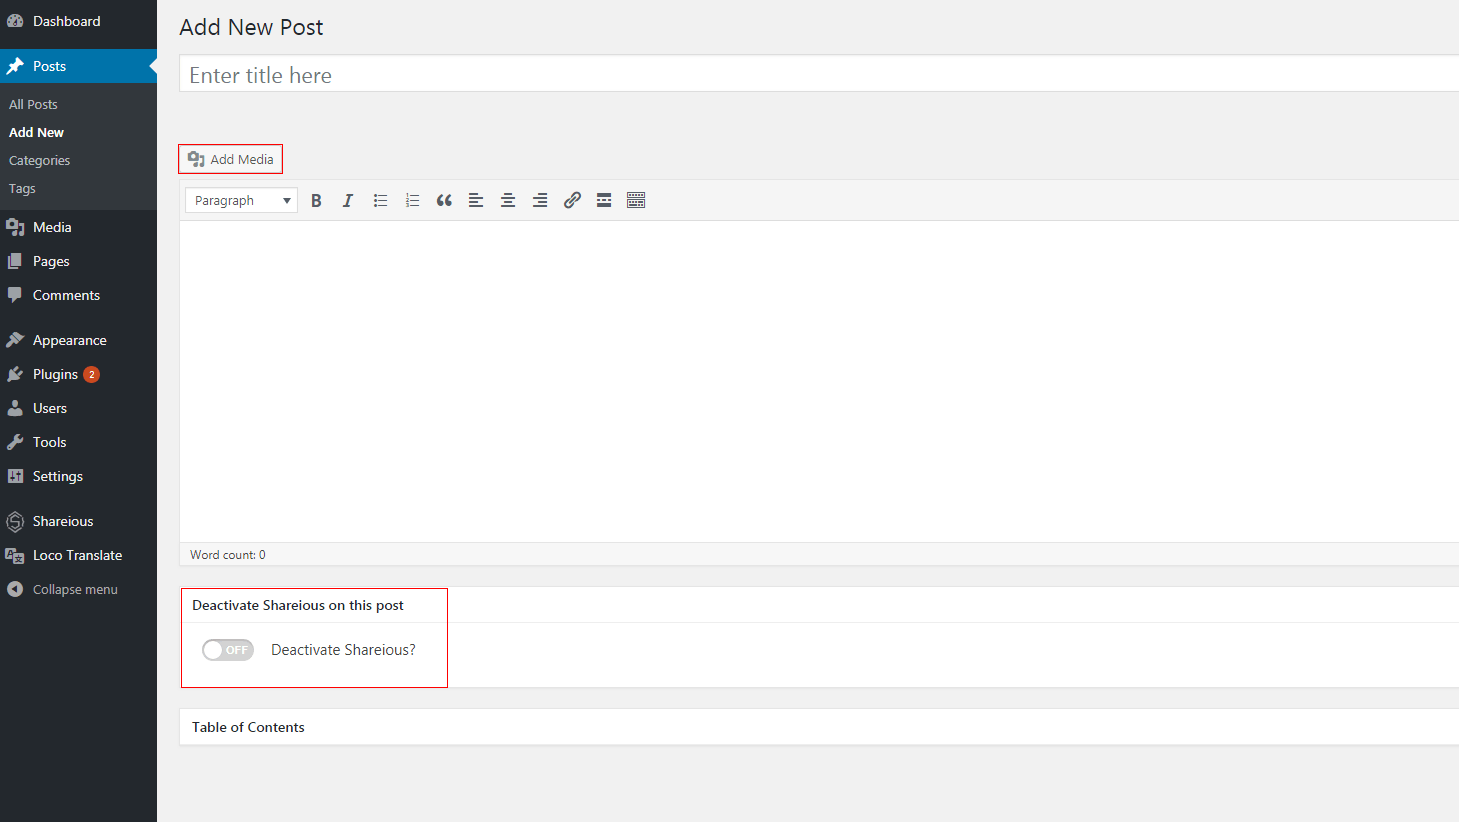 Dashboard
Posts
All Posts
Add New
Categories
Tags
Media
Pages
Comments
Appearance
Plugins 2
Users
Tools
Settings
Shareious
Loco Translate
Collapse menu
Add New Post
Enter title here
Add Media
Paragraph
Word count: 0
Deactivate Shareious on this post
OFF Deactivate Shareious?
Table of Contents